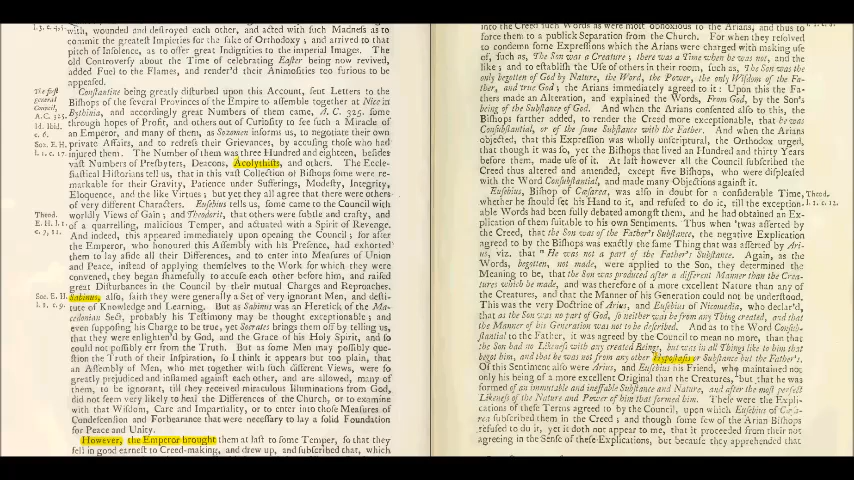 with, wounded and destroyed each other, and acted with such Madness as to
commit the greatest Impieties for the sake of Orthodoxy; and arrived to that
pitch of Insolence, as to offer great Indignities to the imperial Images. The
old Controversy about the Time of celebrating Easter being now revived,
added Fuel to the Flames, and render'd their Animosities too furious to be
appeased.
The first
general
Council,
A.C. 325.
Id. Ibid.
c. 6.
Constantine being greatly disturbed upon this Account, sent Letters to the
Bishops of the several Provinces of the Empire to assemble together at Nice in
Bythinia, and accordingly great Numbers of them came, A. C. 325. some
through hopes of Profit, and others out of Curiosity to see such a Miracle of
an Emperor, and many of them, as Sozomen informs us, to negotiate their own
Soz. E. H.
l. 1. c. 17.
private Affairs, and to redress their Grievances, by accusing those who had
injured them. The Number of them was three Hundred and eighteen, besides
vast Numbers of Presbyters, Deacons, Acolythists, and others. The Eccle-
siastical Historians tell us, that in this vast Collection of Bishops some were re-
markable for their Gravity, Patience under Sufferings, Modesty, Integrity,
Eloquence, and the like Virtues; but yet they all agree that there were others
of very different Characters. Eusebius tells us, some came to the Council with
Theod.
E. H. l. 1.
worldly Views of Gain; and Theodorit, that others were subtle and crafty, and
of a quarrelling, malicious Temper, and actuated with a Spirit of Revenge.
And indeed, this appeared immediately upon opening the Council; for after
the Emperor, who honoured this Assembly with his Presence, had exhorted
them to lay aside all their Differences, and to enter into Measures of Union
and Peace, instead of applying themselves to the Work for which they were
convened, they began shamefully to accuse each other before him, and raised
great Disturbances in the Council by their mutual Charges and Reproaches.
Soc. E. H.
Sabinus, also, saith they were generally a Set of very ignorant Men, and desti-
tute of Knowledge and Learning. But as Sabinus was an Heretick of the Ma-
cedonian Sect, probably his Testimony may be thought exceptionable; and
even supposing his Charge to be true, yet Socrates brings them off by telling us,
that they were enlighten'd by God, and the Grace of his Holy Spirit, and so
could not possibly err from the Truth. But as some Men may possibly que-
stion the Truth of their Inspiration, so I think it appears but too plain, that
an Assembly of Men, who met together with such different Views, were so
greatly prejudiced and inflamed against each other, and are allowed, many of
them, to be ignorant, till they received miraculous Illuminations from God,
did not seem very likely to heal the Differences of the Church, or to examine
with that Wisdom, Care and Impartiality, or to enter into those Measures of
Condescension and Forbearance that were necessary to lay a solid Foundation
for Peace and Unity.
However, the Emperor brought them at last to some Temper, so that they
fell in good earnest to Creed-making, and drew up, and subscribed that, which
into the Creed such Words as were most obnoxious to the Arians, and thus to
force them to a publick Separation from the Church. For when they resolved
to condemn some Expressions which the Arians were charged with making use
of, such as, The Son was a Creature; there was a Time when he was not, and the
like; and to establish the Use of others in their room, such as, The Son was the
only begotten of God by Nature, the Word, the Power, the only Wisdom of the Fa-
ther, and true God; the Arians immediately agreed to it: Upon this the Fa-
thers made an Alteration, and explained the Words, From God, by the Son's
being of the Substance of God. And when the Arians consented also to this, the
Bishops farther added, to render the Creed more exceptionable, that he was
Consubstantial, or of the same Substance with the Father. And when the Arians
objected, that this Expression was wholly unscriptural, the Orthodox urged,
that though it was so, yet the Bishops that lived an Hundred and thirty Years
before them, made use of it. At last however all the Council subscribed the
Creed thus altered and amended, except five Bishops, who were displeased
with the Term Consubstantial, and made many Objections against it.
Eusebius, Bishop of Cæsarea, was also in doubt for a considerable Time,
whether he should set his Hand to it, and refused to do it, till the exception-
Theod.
l. 1. c. 12.
able Words had been fully debated amongst them, and he had obtained an Ex-
plication of them suitable to his own Sentiments. Thus when 'twas asserted by
the Creed, that the Son was of the Father's Substance, the negative Explication
agreed to by the Bishops was exactly the same Thing that was asserted by Ari-
us, viz. that "He was not a part of the Father's Substance. Again, as the
Words, begotten, not made, were applied to the Son, they determined the
Meaning to be, that the Son was produced after a different Manner than the Crea-
tures which he made, and was therefore of a more excellent Nature than any of
the Creatures, and that the Manner of his Generation could not be understood.
This was the very Doctrine of Arius, and Eusebius of Nicomedia, who declar'd,
that as the Son was no part of God, so neither was he from any Thing created, and that
the Manner of his Generation was not to be described. And as to the Word Consub-
stantial to the Father, it was agreed by the Council to mean no more, than that
the Son had no Likeness with any created Beings, but was in all Things like to him that
begot him, and that he was not from any other Hypostasis or Substance but the Father's.
Of this Sentiment also were Arius, and Eusebius his Friend, who maintained not
only his being of a more excellent Original than the Creatures, but that he was
formed of an immutable and ineffable Substance and Nature, and after the most perfect
Likeness of the Nature and Power of him that formed him. These were the Expli-
cations of these Terms agreed to by the Council, upon which Eusebius of Cæ-
rea subscribed them in the Creed; and though some few of the Arian Bishops
refused to do it, yet it doth not appear to me, that it proceeded from their not
agreeing in the Sense of these Explications, but because they apprehended that